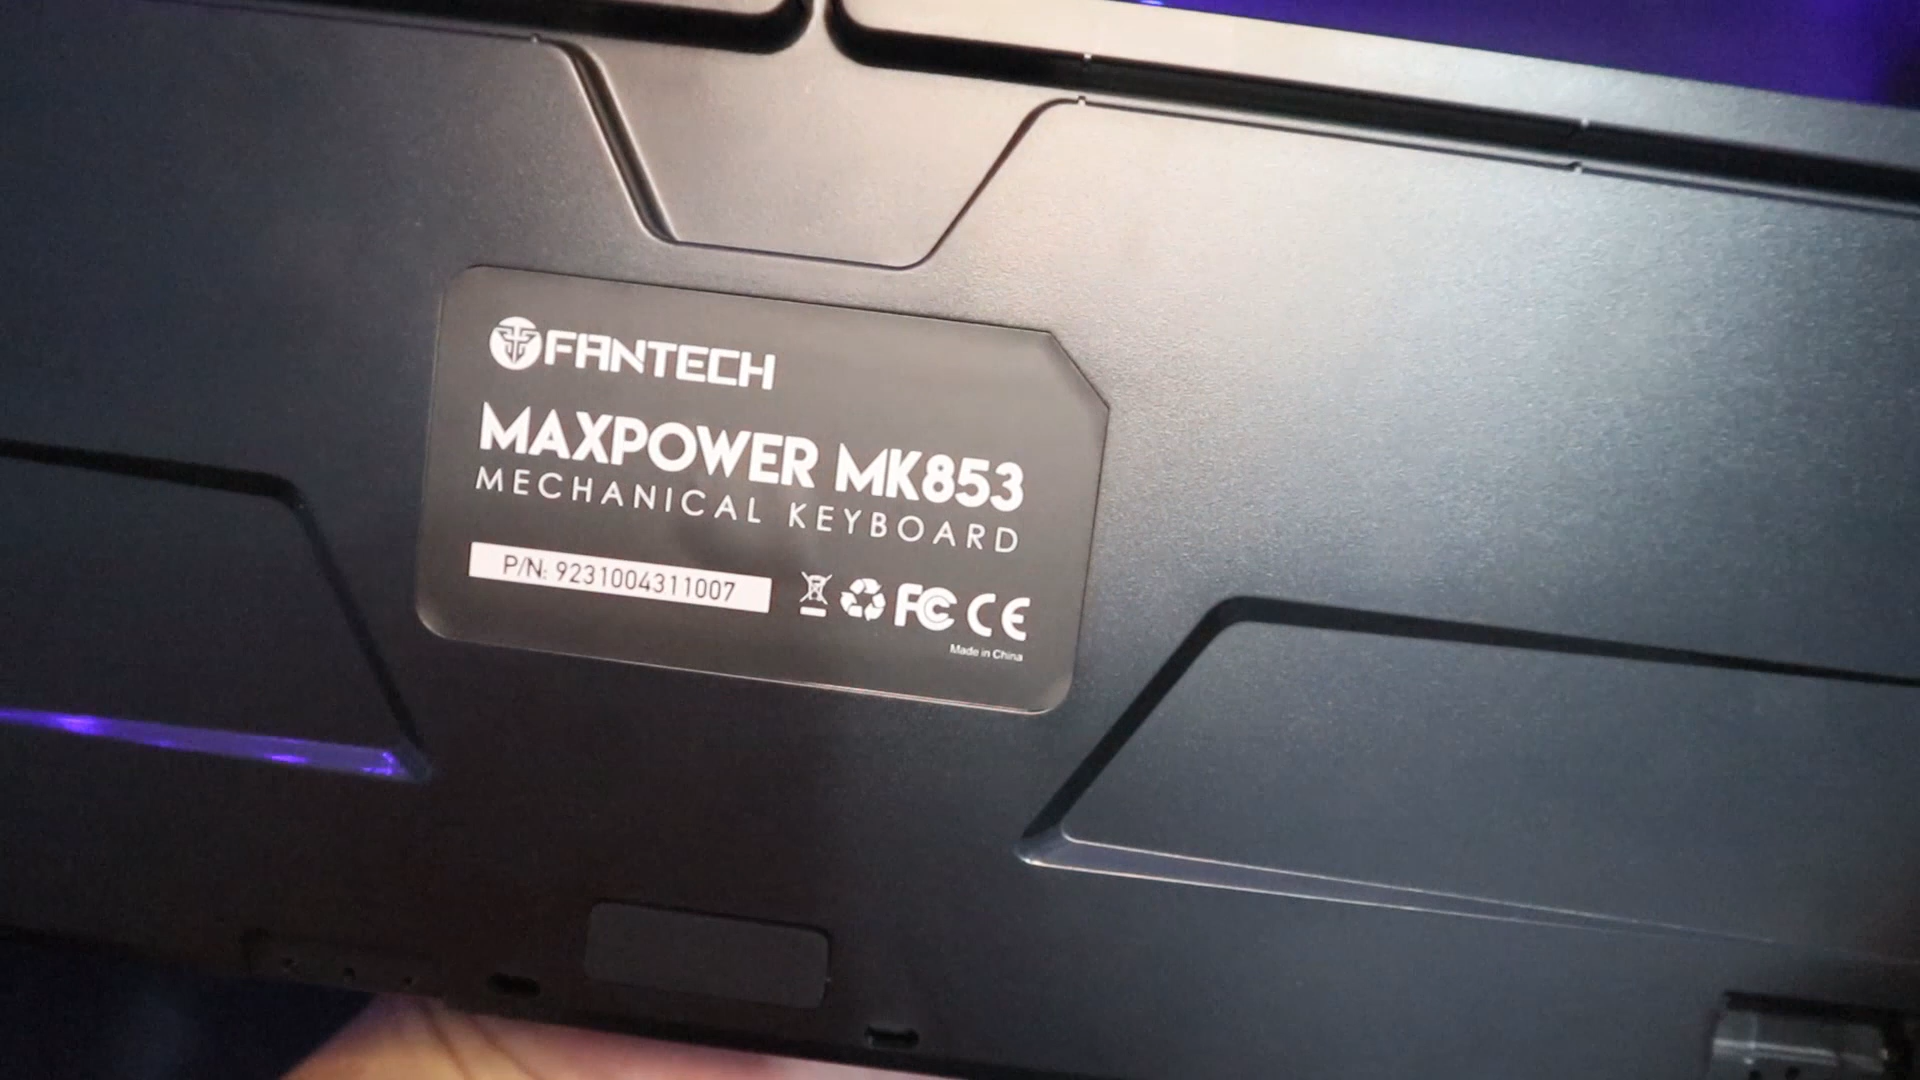 FANTECH
MAXPOWER MK853
MECHANICAL KEYBOARD
P/N: 9231004311007
FC CE
Made in China